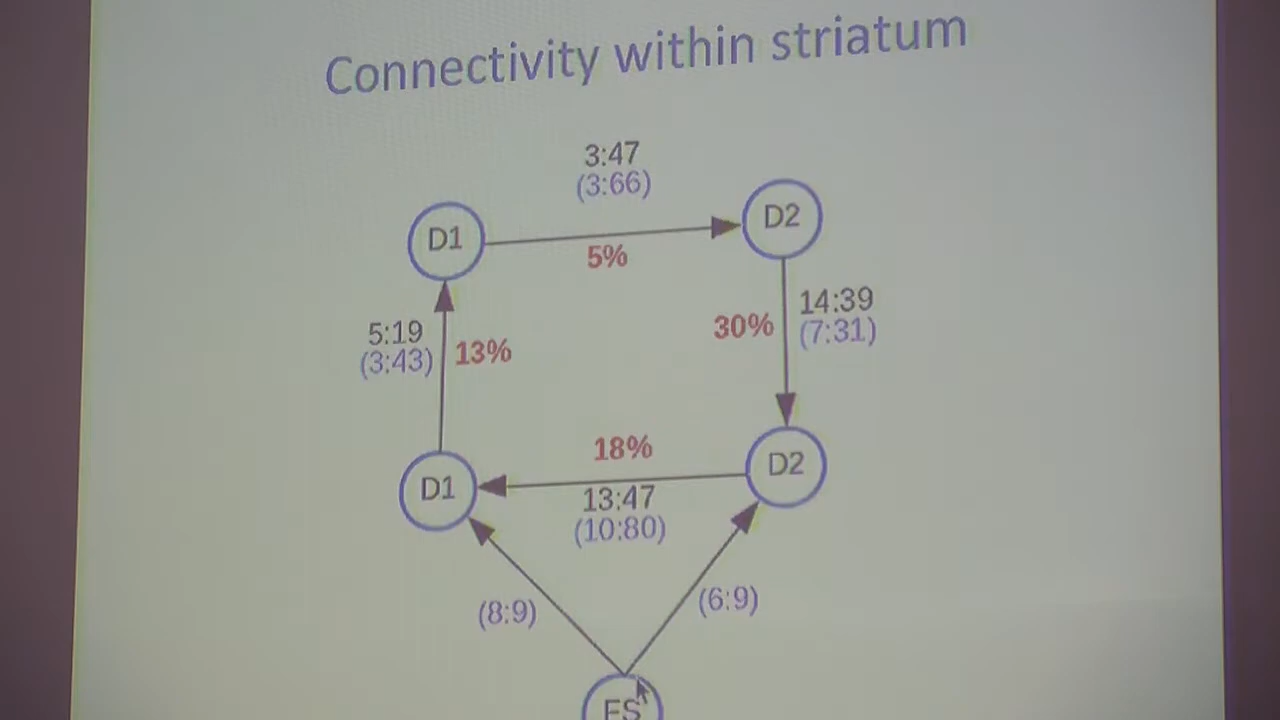 Connectivity within striatum
3:47
(3:66)
D1
D2
5%
5:19
(3:43)
13%
30%
14:39
(7:31)
18%
D1
D2
13:47
(10:80)
(8:9)
(6:9)
FS